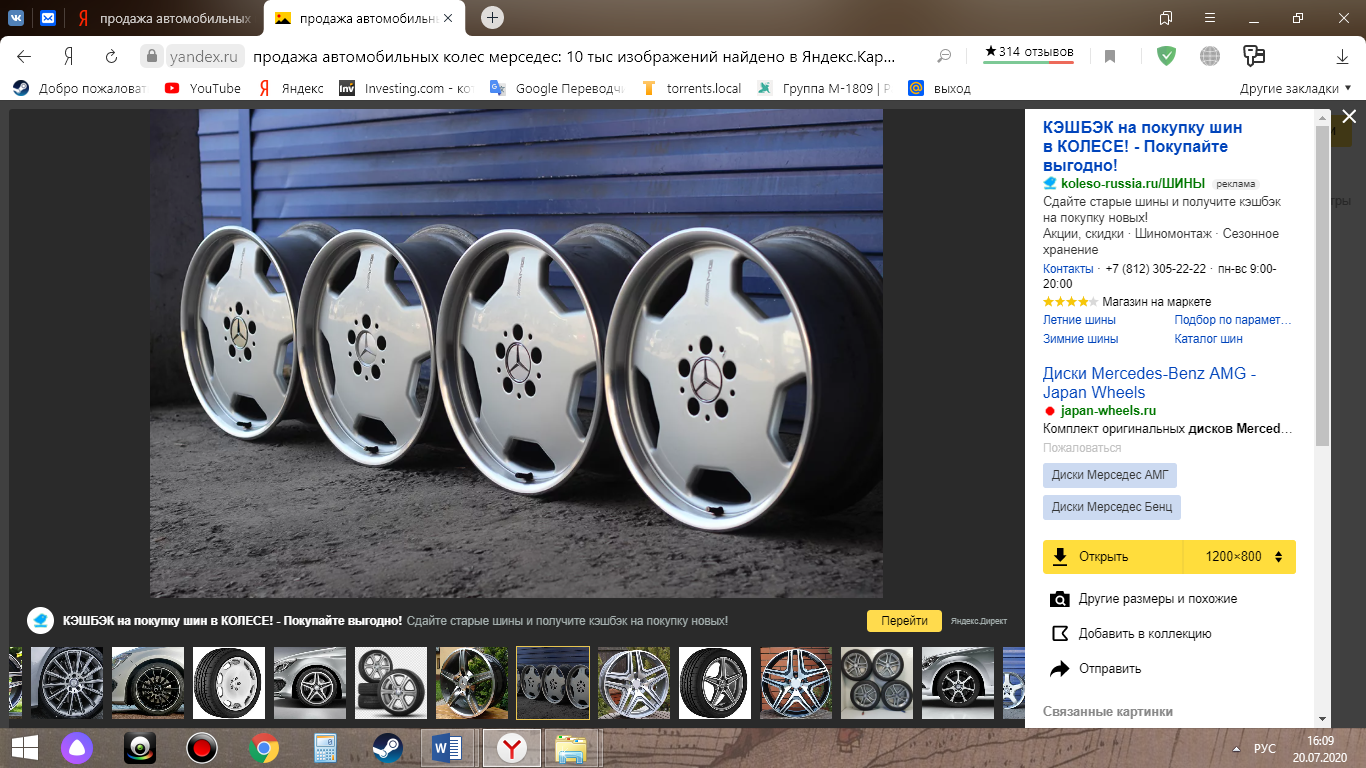 продажа автомобильных
продажа автомобильн
yandex.ru
продажа автомобильных колес мерседес: 10 тыс изображений найдено в Яндекс.Кар...
★314 отзывов
Добро пожаловат
YouTube
Яндекс
Investing.com - ко
Google Переводчи
torrents.local
Группа М-1809 | Р
выход
Другие закладки
КЭШБЭК на покупку шин
в КОЛЕСЕ! - Покупайте
выгодно!
koleso-russia.ru/ШИНЫ реклама
Сдайте старые шины и получите кэшбэк
на покупку новых!
Акции, скидки · Шиномонтаж · Сезонное
хранение
Контакты · +7 (812) 305-22-22 · пн-вс 9:00-
20:00
Магазин на маркете
Летние шины
Подбор по парамет...
Зимние шины
Каталог шин
Диски Mercedes-Benz AMG -
Japan Wheels
japan-wheels.ru
Комплект оригинальных дисков Merced...
Пожаловаться
Диски Мерседес АМГ
Диски Мерседес Бенц
Открыть
1200×800
Другие размеры и похожие
Добавить в коллекцию
Отправить
Связанные картинки
КЭШБЭК на покупку шин в КОЛЕСЕ! - Покупайте выгодно! Сдайте старые шины и получите кэшбэк на покупку новых!
Перейти
Яндекс.Директ
РУС
16:09
20.07.2020